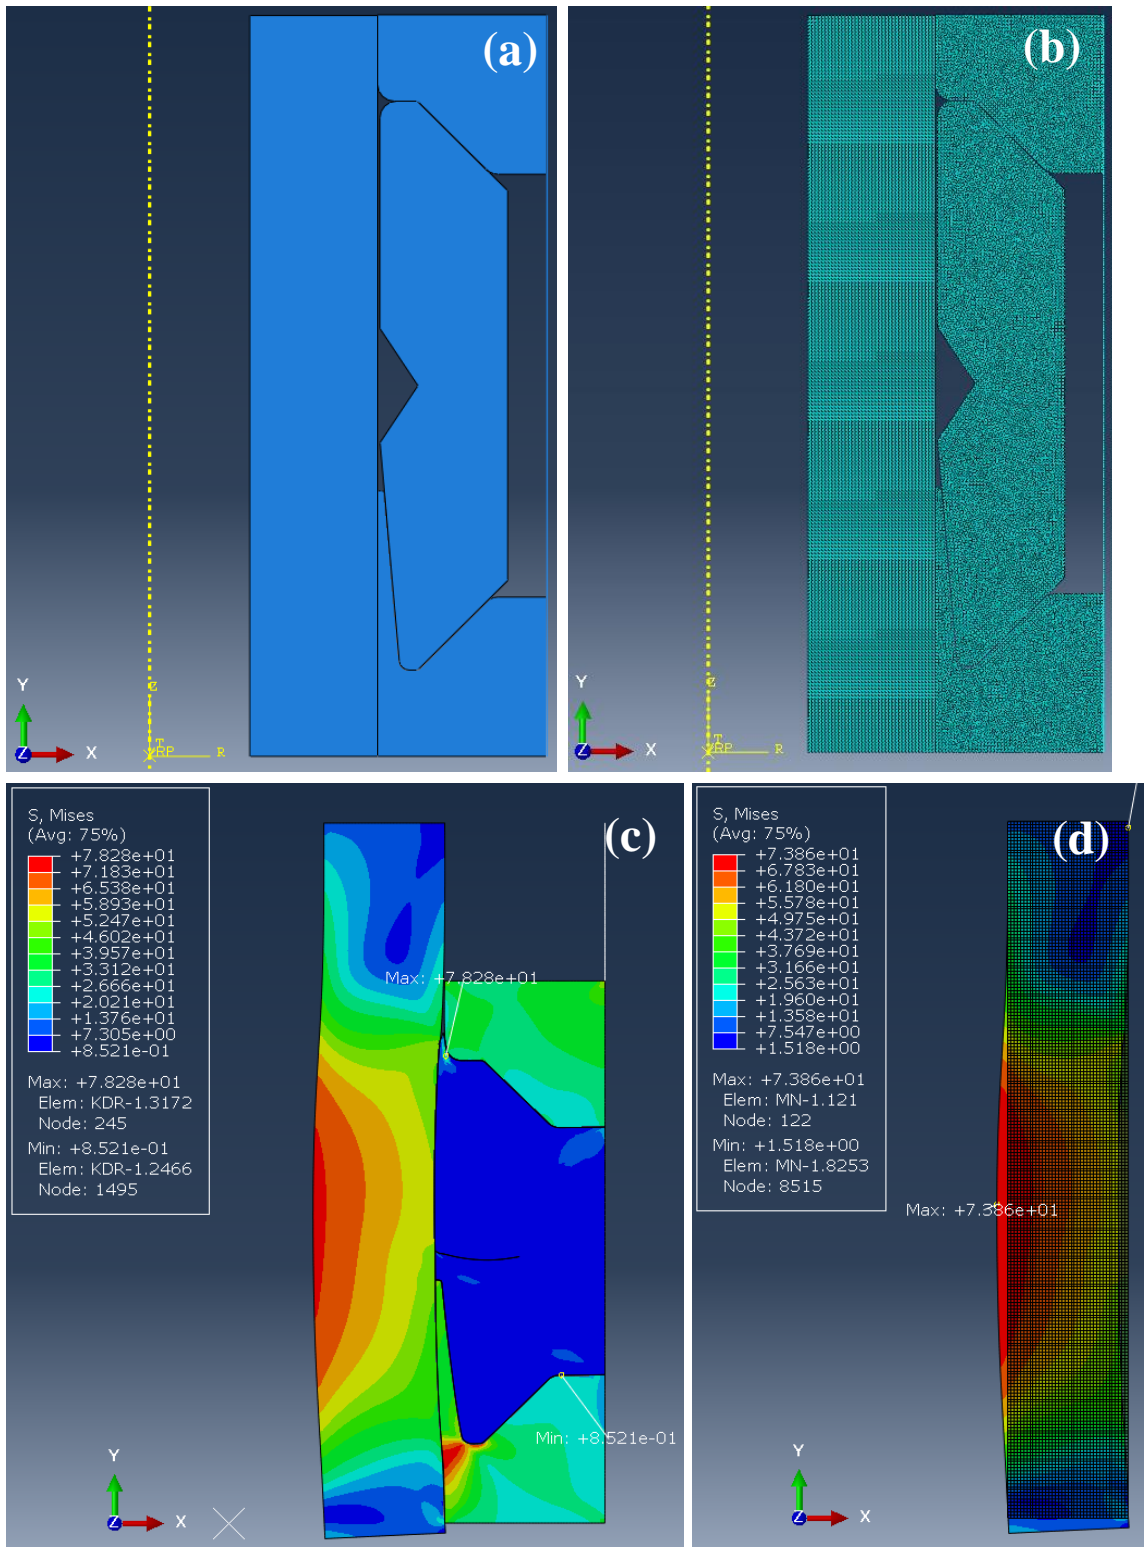 (a)
Y
Z
T
RP
R
Z
X
(b)
Y
Z
T
RP
R
Z
X
S, Mises
(Avg: 75%)
+7.828e+01
+7.183e+01
+6.538e+01
+5.893e+01
+5.247e+01
+4.602e+01
+3.957e+01
+3.312e+01
+2.666e+01
+2.021e+01
+1.376e+01
+7.305e+00
+8.521e-01
Max: +7.828e+01
Elem: KDR-1.3172
Node: 245
Min: +8.521e-01
Elem: KDR-1.2466
Node: 1495
(c)
Max: +7.828e+01
Min: +8.521e-01
Y
Z
X
S, Mises
(Avg: 75%)
+7.386e+01
+6.783e+01
+6.180e+01
+5.578e+01
+4.975e+01
+4.372e+01
+3.769e+01
+3.166e+01
+2.563e+01
+1.960e+01
+1.358e+01
+7.547e+00
+1.518e+00
Max: +7.386e+01
Elem: MN-1.121
Node: 122
Min: +1.518e+00
Elem: MN-1.8253
Node: 8515
(d)
Max: +7.386e+01
Y
Z
X